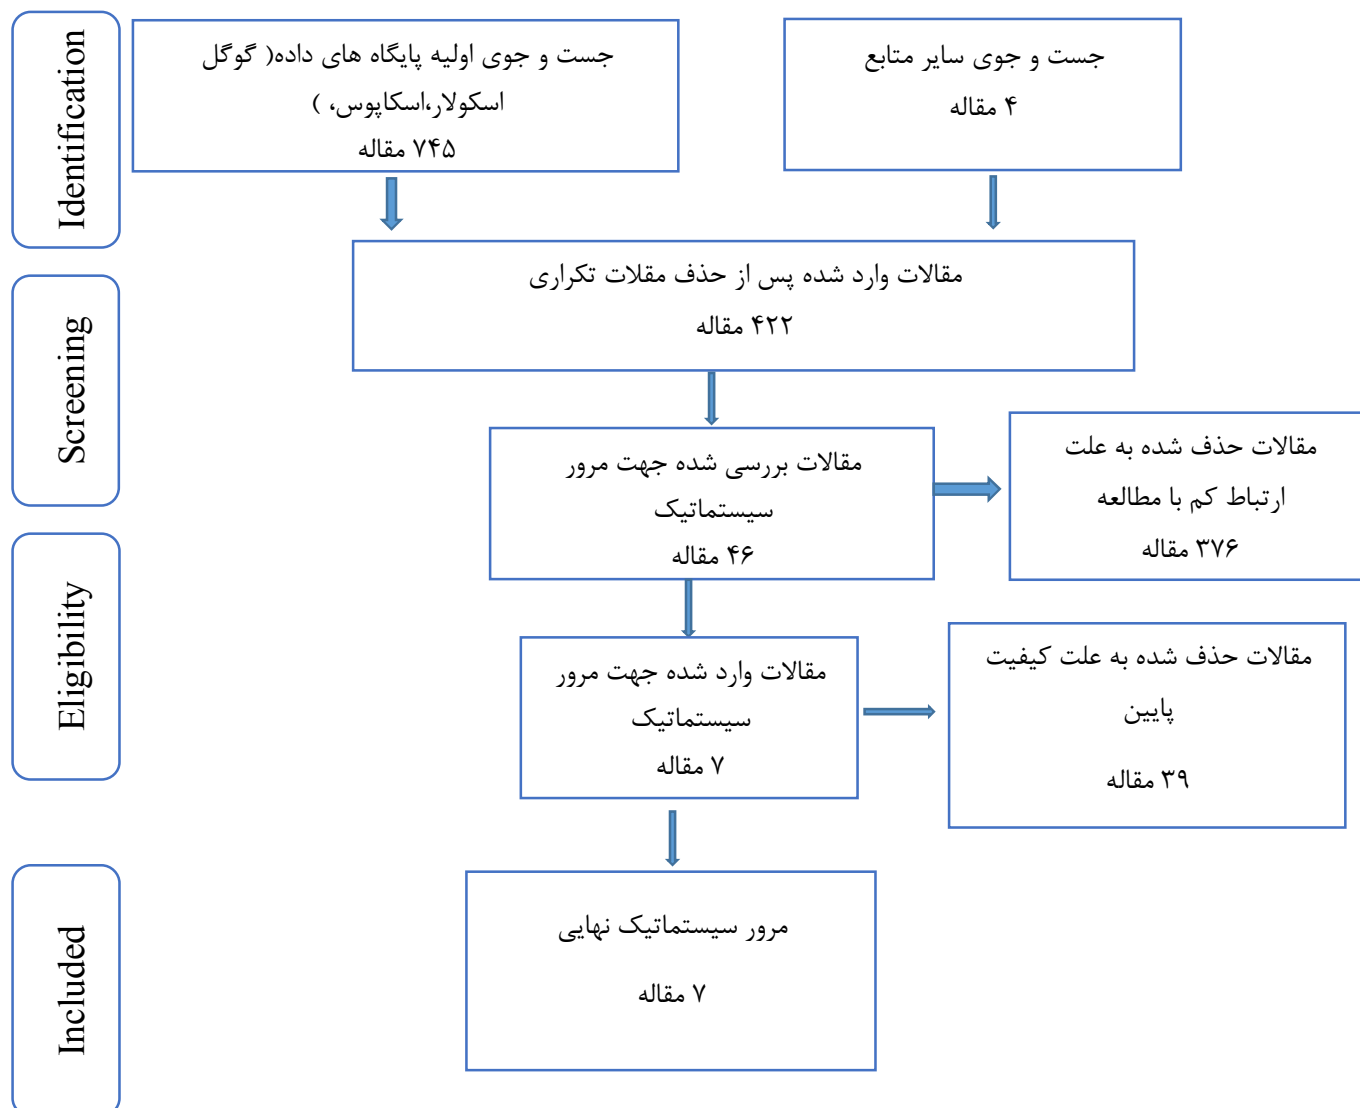 Identification
جست و جوی اولیه پایگاه های داده( گوگل
اسکولار،اسکاپوس، )
۷۴۵ مقاله
جست و جوی سایر متابع
۴ مقاله
Screening
مقالات وارد شده پس از حذف مقلات تکراری
۴۲۲ مقاله
مقالات بررسی شده جهت مرور
سیستماتیک
۴۶ مقاله
مقالات حذف شده به علت
ارتباط کم با مطالعه
۳۷۶ مقاله
Eligibility
مقالات وارد شده جهت مرور
سیستماتیک
۷ مقاله
مقالات حذف شده به علت کیفیت
پایین
۳۹ مقاله
Included
مرور سیستماتیک نهایی
۷ مقاله